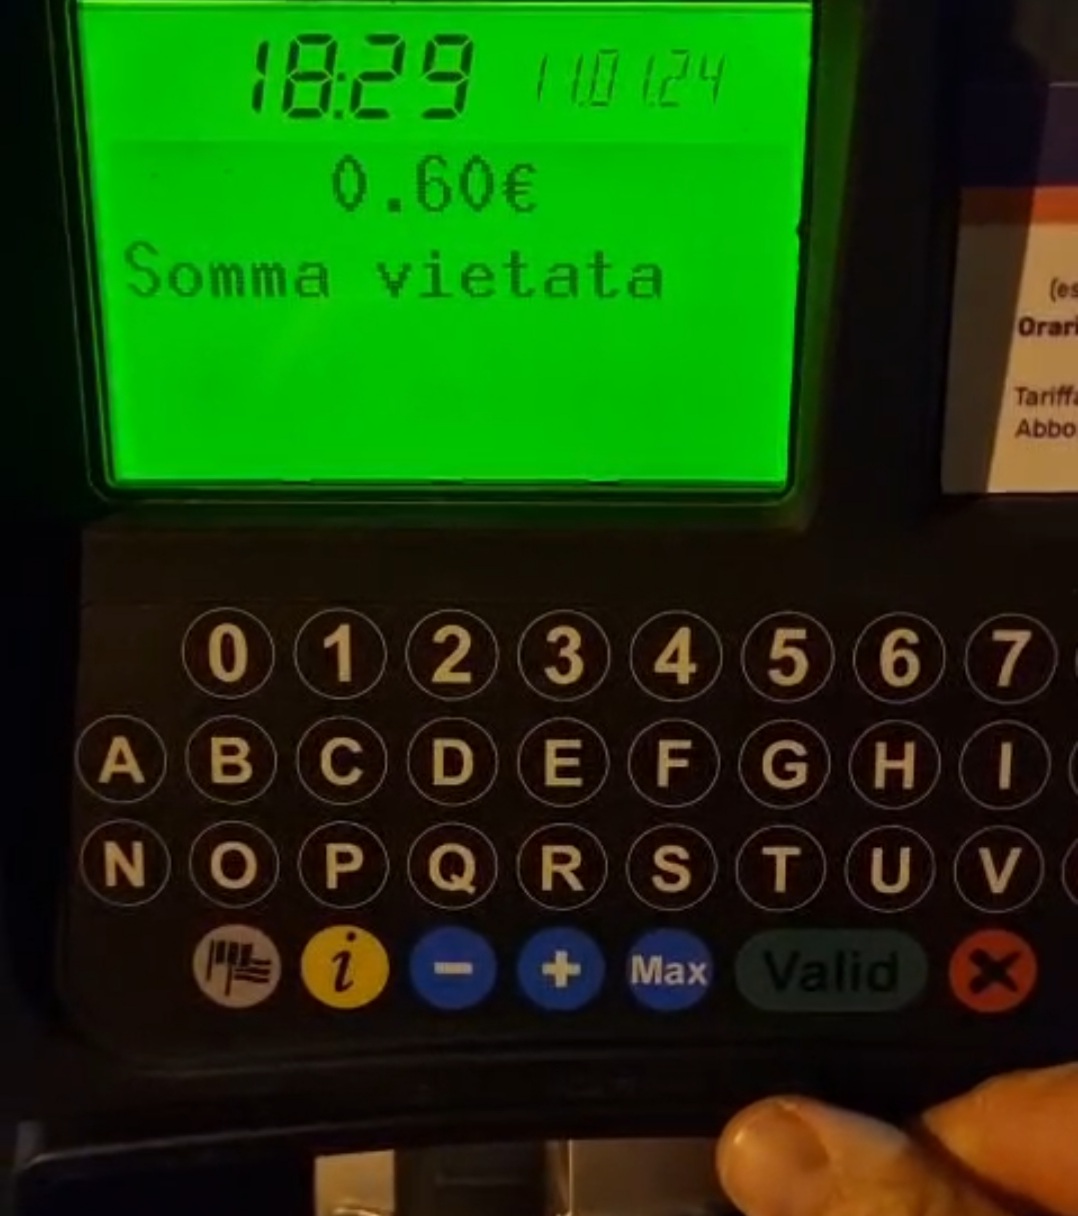 18:29 11.01.24
0.60€
Somma vietata
(es
Orari
Tariffa
Abbo
0 1 2 3 4 5 6 7
A B C D E F G H I
N O P Q R S T U V
i - + Max Valid